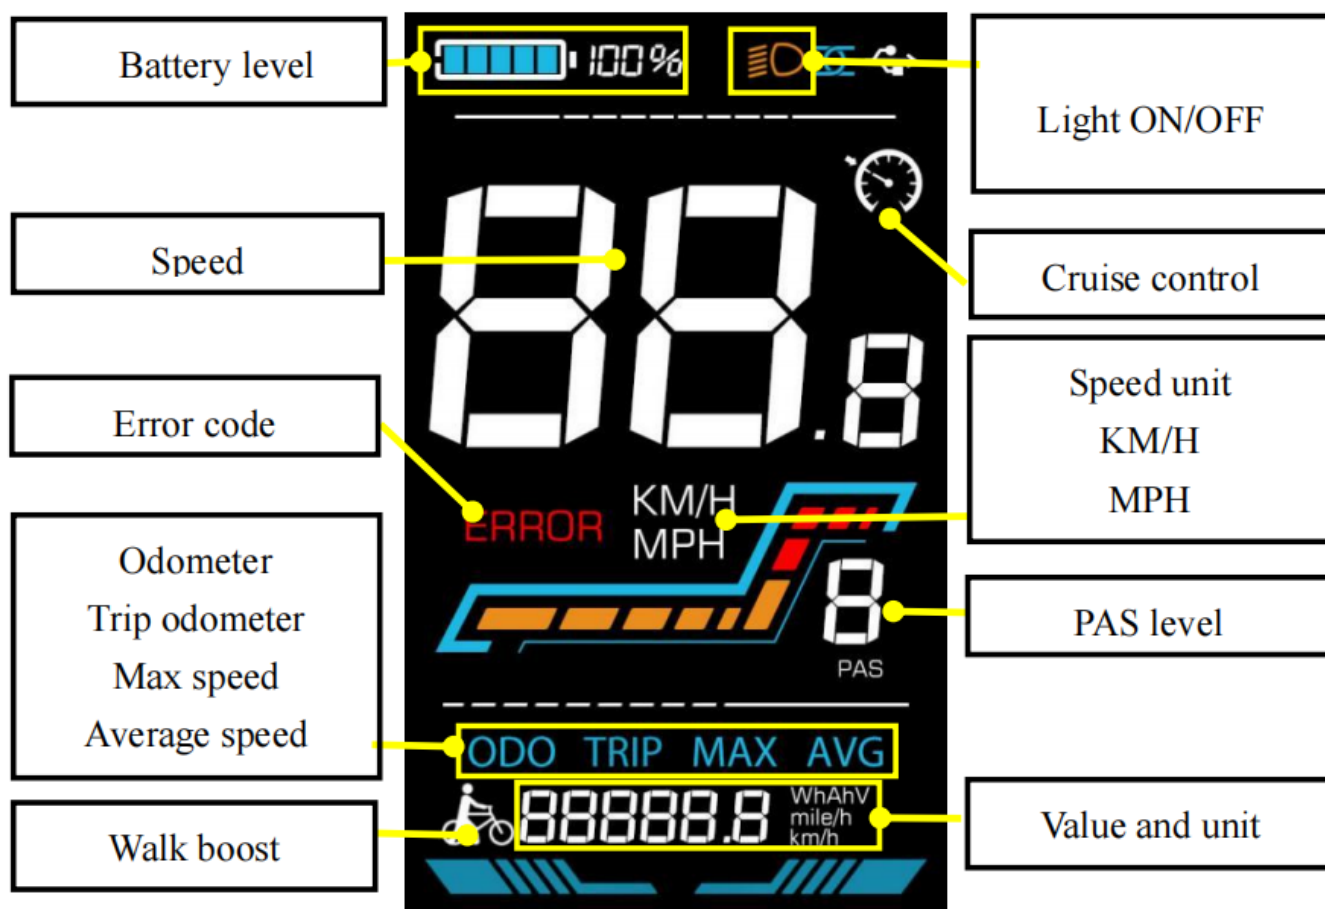 Battery level
100%
Light ON/OFF
Speed
88.8
Cruise control
Error code
ERROR
KM/H
MPH
Speed unit
KM/H
MPH
8
PAS
PAS level
Odometer
Trip odometer
Max speed
Average speed
ODO TRIP MAX AVG
Walk boost
88888.8
WhAhV
mile/h
km/h
Value and unit